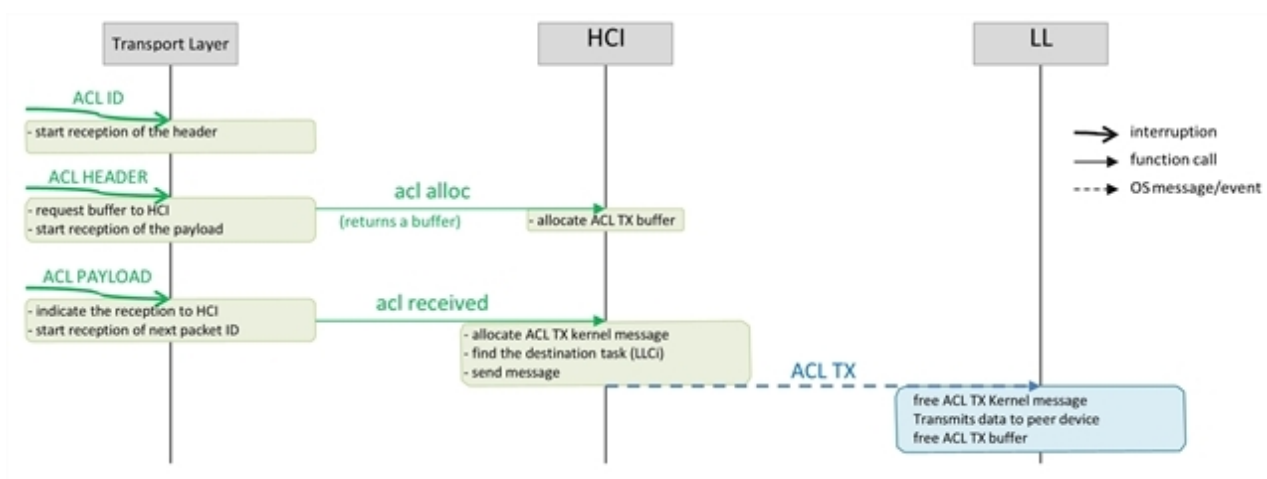 Transport Layer
HCI
LL
ACL ID
- start reception of the header
interruption
function call
OS message/event
ACL HEADER
- request buffer to HCI
- start reception of the payload
acl alloc
(returns a buffer)
- allocate ACL TX buffer
ACL PAYLOAD
- indicate the reception to HCI
- start reception of next packet ID
acl received
- allocate ACL TX kernel message
- find the destination task (LLCi)
- send message
ACL TX
free ACL TX Kernel message
Transmits data to peer device
free ACL TX buffer